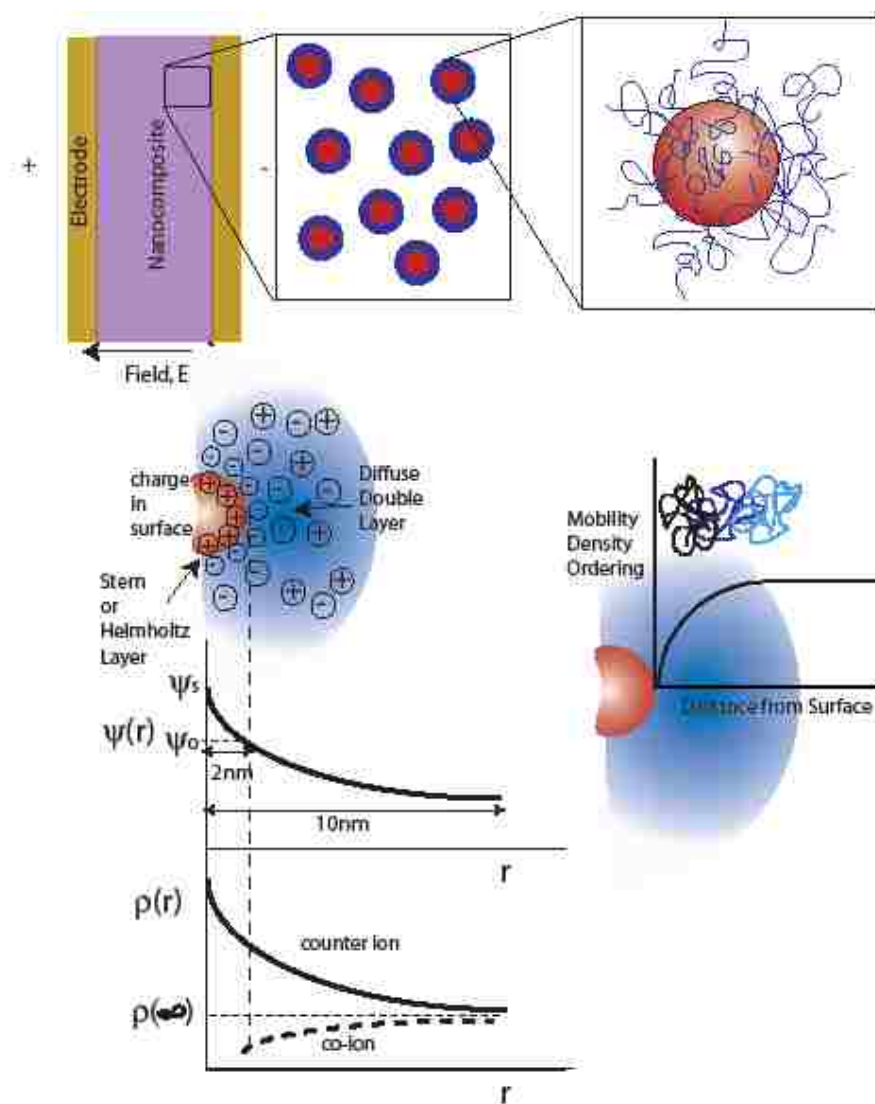 +
Electrode
Nanocomposite
-
Field, E
charge
in
surface
Diffuse
Double
Layer
Stern
or
Helmholtz
Layer
Mobility
Density
Ordering
Distance from Surface
ψs
ψ(r)
ψo
2nm
10nm
r
ρ(r)
counter ion
ρ(∞)
co-ion
r